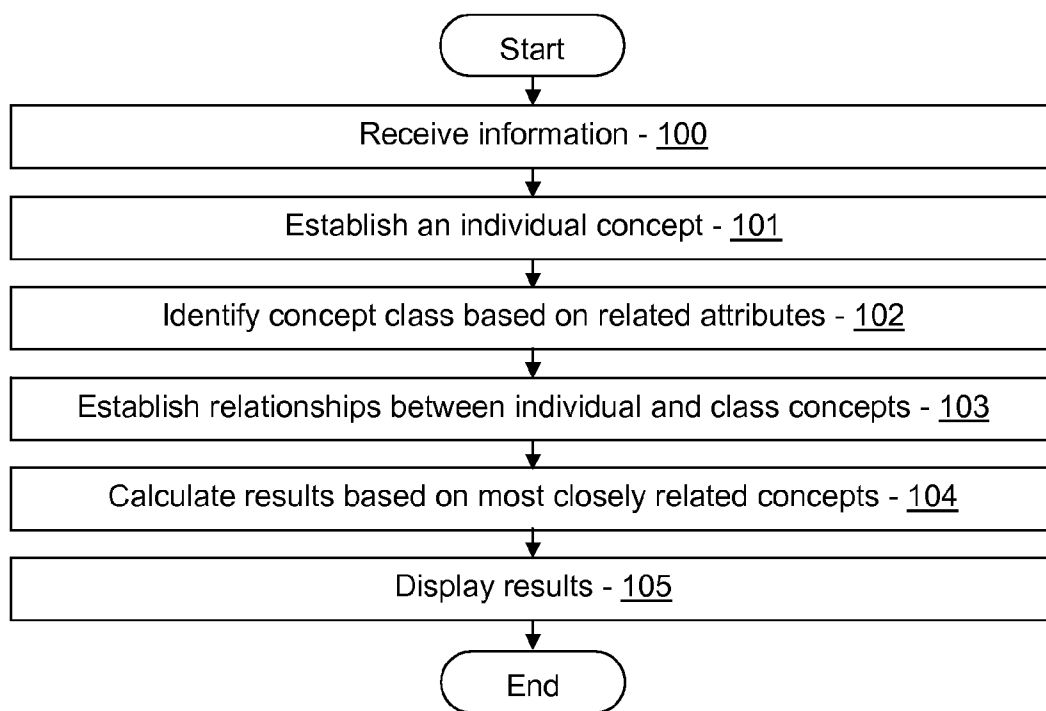 Start
Receive information - 100
Establish an individual concept - 101
Identify concept class based on related attributes - 102
Establish relationships between individual and class concepts - 103
Calculate results based on most closely related concepts - 104
Display results - 105
End